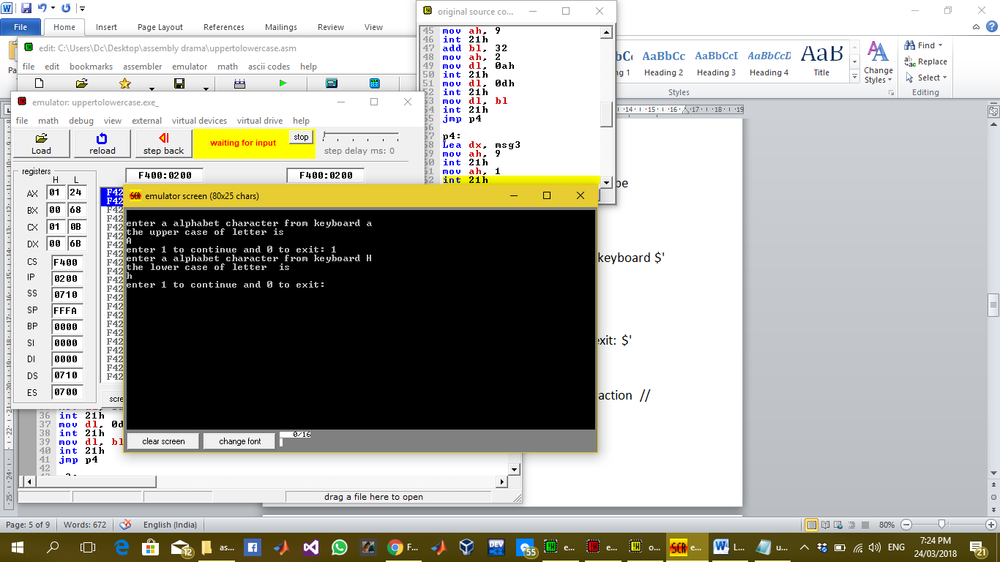 File
Home
Insert
Page Layout
References
Mailings
Review
View
original source co...
45 mov ah, 9
46 int 21h
47 add bl, 32
48 mov ah, 2
49 mov dl, 0ah
50 int 21h
51 mov dl, 0dh
52 int 21h
53 mov dl, bl
54 int 21h
55 jmp p4
57 p4:
58 Lea dx, msg3
59 mov ah, 9
60 int 21h
61 mov ah, 1
62 int 21h
AaBbCc
AaBbCcI
AaBbCcD
AaB
g 1
Heading 2
Heading 3
Heading 4
Title
Change Styles
Styles
Find
Replace
Select
Editing
edit: C:\Users\Dc\Desktop\assembly drama\uppertolowercase.asm
file edit bookmarks assembler emulator math ascii codes help
emulator: uppertolowercase.exe_
file math debug view external virtual devices virtual drive help
Load
reload
step back
waiting for input
stop
step delay ms: 0
registers
F400:0200
F400:0200
H L
AX 01 24
BX 00 68
CX 01 0B
DX 00 6B
CS F400
IP 0200
SS 0710
SP FFFA
BP 0000
SI 0000
DI 0000
DS 0710
ES 0700
emulator screen (80x25 chars)
enter a alphabet character from keyboard a
the upper case of letter is
A
enter 1 to continue and 0 to exit: 1
enter a alphabet character from keyboard H
the lower case of letter  is
h
enter 1 to continue and 0 to exit:
clear screen
change font
0/16
be
keyboard $'
exit: $'
action //
36 int 21h
37 mov dl, 0d
38 int 21h
39 mov dl, bl
40 int 21h
41 jmp p4
42
drag a file here to open
Page: 5 of 9
Words: 672
English (India)
80%
as...
F...
e...
e...
o...
e...
L...
u...
12
55
ENG
7:24 PM
24/03/2018
21